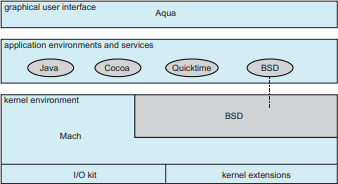 graphical user interface
Aqua
application environments and services
Java Cocoa Quicktime BSD
kernel environment
BSD
Mach
I/O kit kernel extensions